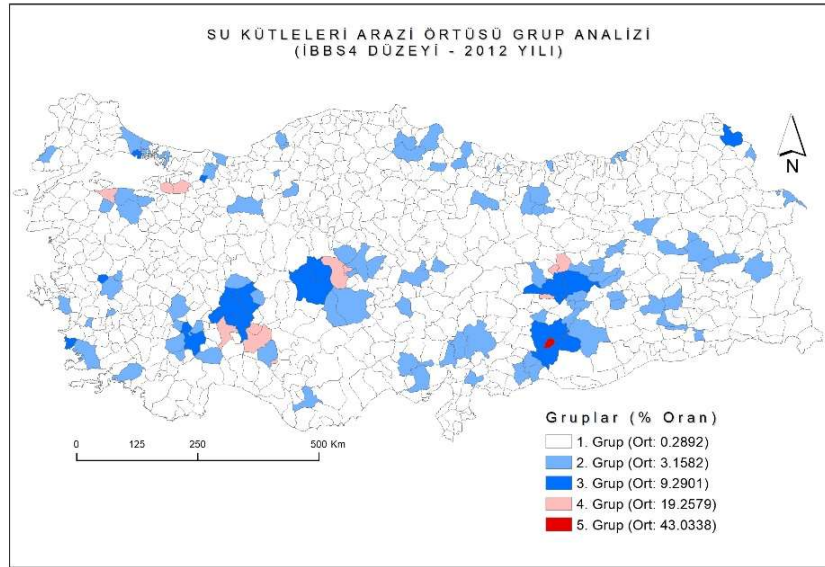 SU KÜTLELERİ ARAZİ ÖRTÜSÜ GRUP ANALİZİ
(İBBS4 DÜZEYİ - 2012 YILI)
N
Gruplar (% Oran)
1. Grup (Ort: 0.2892)
2. Grup (Ort: 3.1582)
3. Grup (Ort: 9.2901)
4. Grup (Ort: 19.2579)
5. Grup (Ort: 43.0338)
0 125 250 500 Km